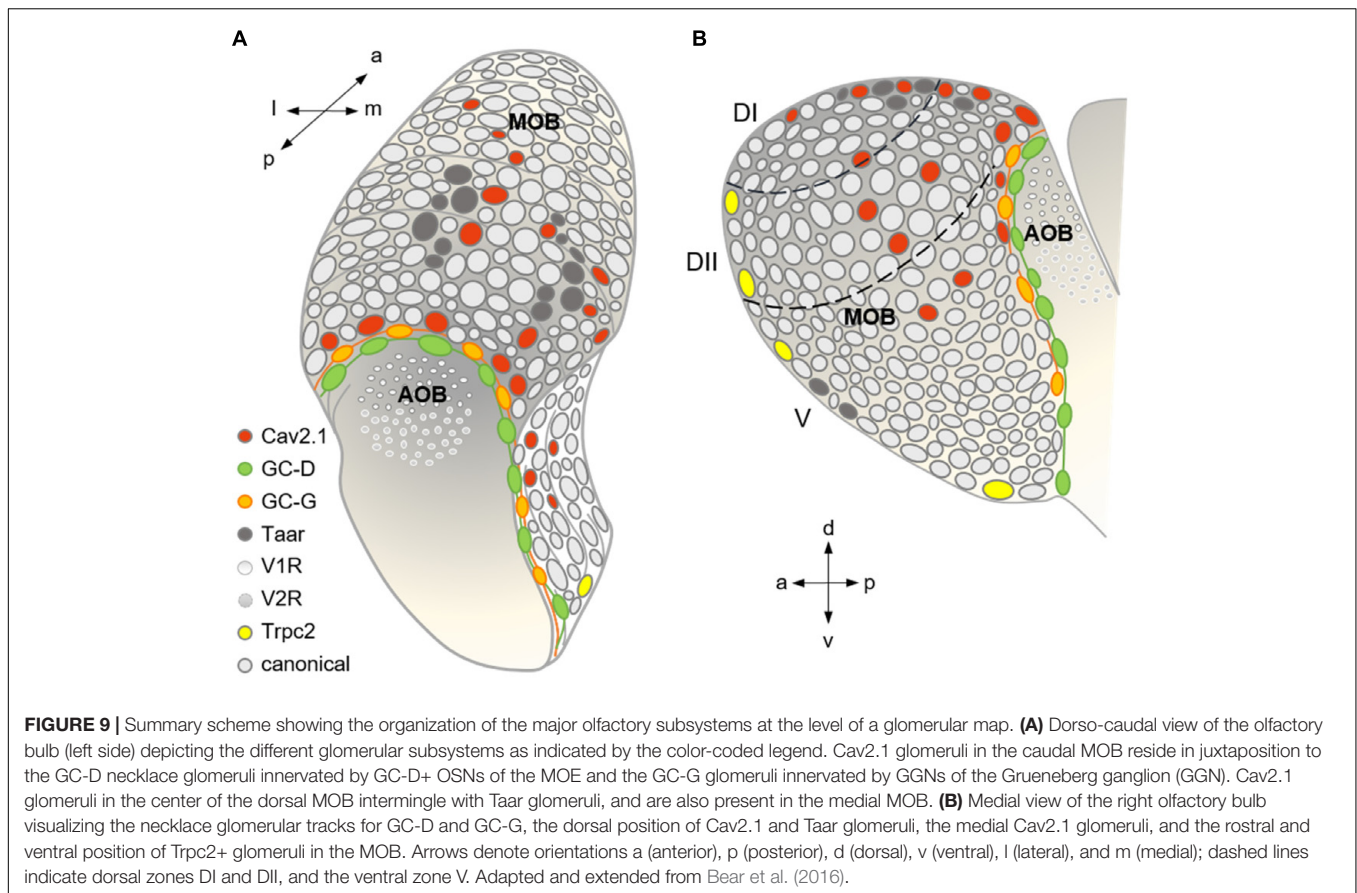 A
a
l
m
p
MOB
AOB
Cav2.1
GC-D
GC-G
Taar
V1R
V2R
Trpc2
canonical
B
DI
DII
V
MOB
AOB
d
a
p
v
FIGURE 9 | Summary scheme showing the organization of the major olfactory subsystems at the level of a glomerular map. (A) Dorso-caudal view of the olfactory
bulb (left side) depicting the different glomerular subsystems as indicated by the color-coded legend. Cav2.1 glomeruli in the caudal MOB reside in juxtaposition to
the GC-D necklace glomeruli innervated by GC-D+ OSNs of the MOE and the GC-G glomeruli innervated by GGNs of the Grueneberg ganglion (GGN). Cav2.1
glomeruli in the center of the dorsal MOB intermingle with Taar glomeruli, and are also present in the medial MOB. (B) Medial view of the right olfactory bulb
visualizing the necklace glomerular tracks for GC-D and GC-G, the dorsal position of Cav2.1 and Taar glomeruli, the medial Cav2.1 glomeruli, and the rostral and
ventral position of Trpc2+ glomeruli in the MOB. Arrows denote orientations a (anterior), p (posterior), d (dorsal), v (ventral), l (lateral), and m (medial); dashed lines
indicate dorsal zones DI and DII, and the ventral zone V. Adapted and extended from Bear et al. (2016).